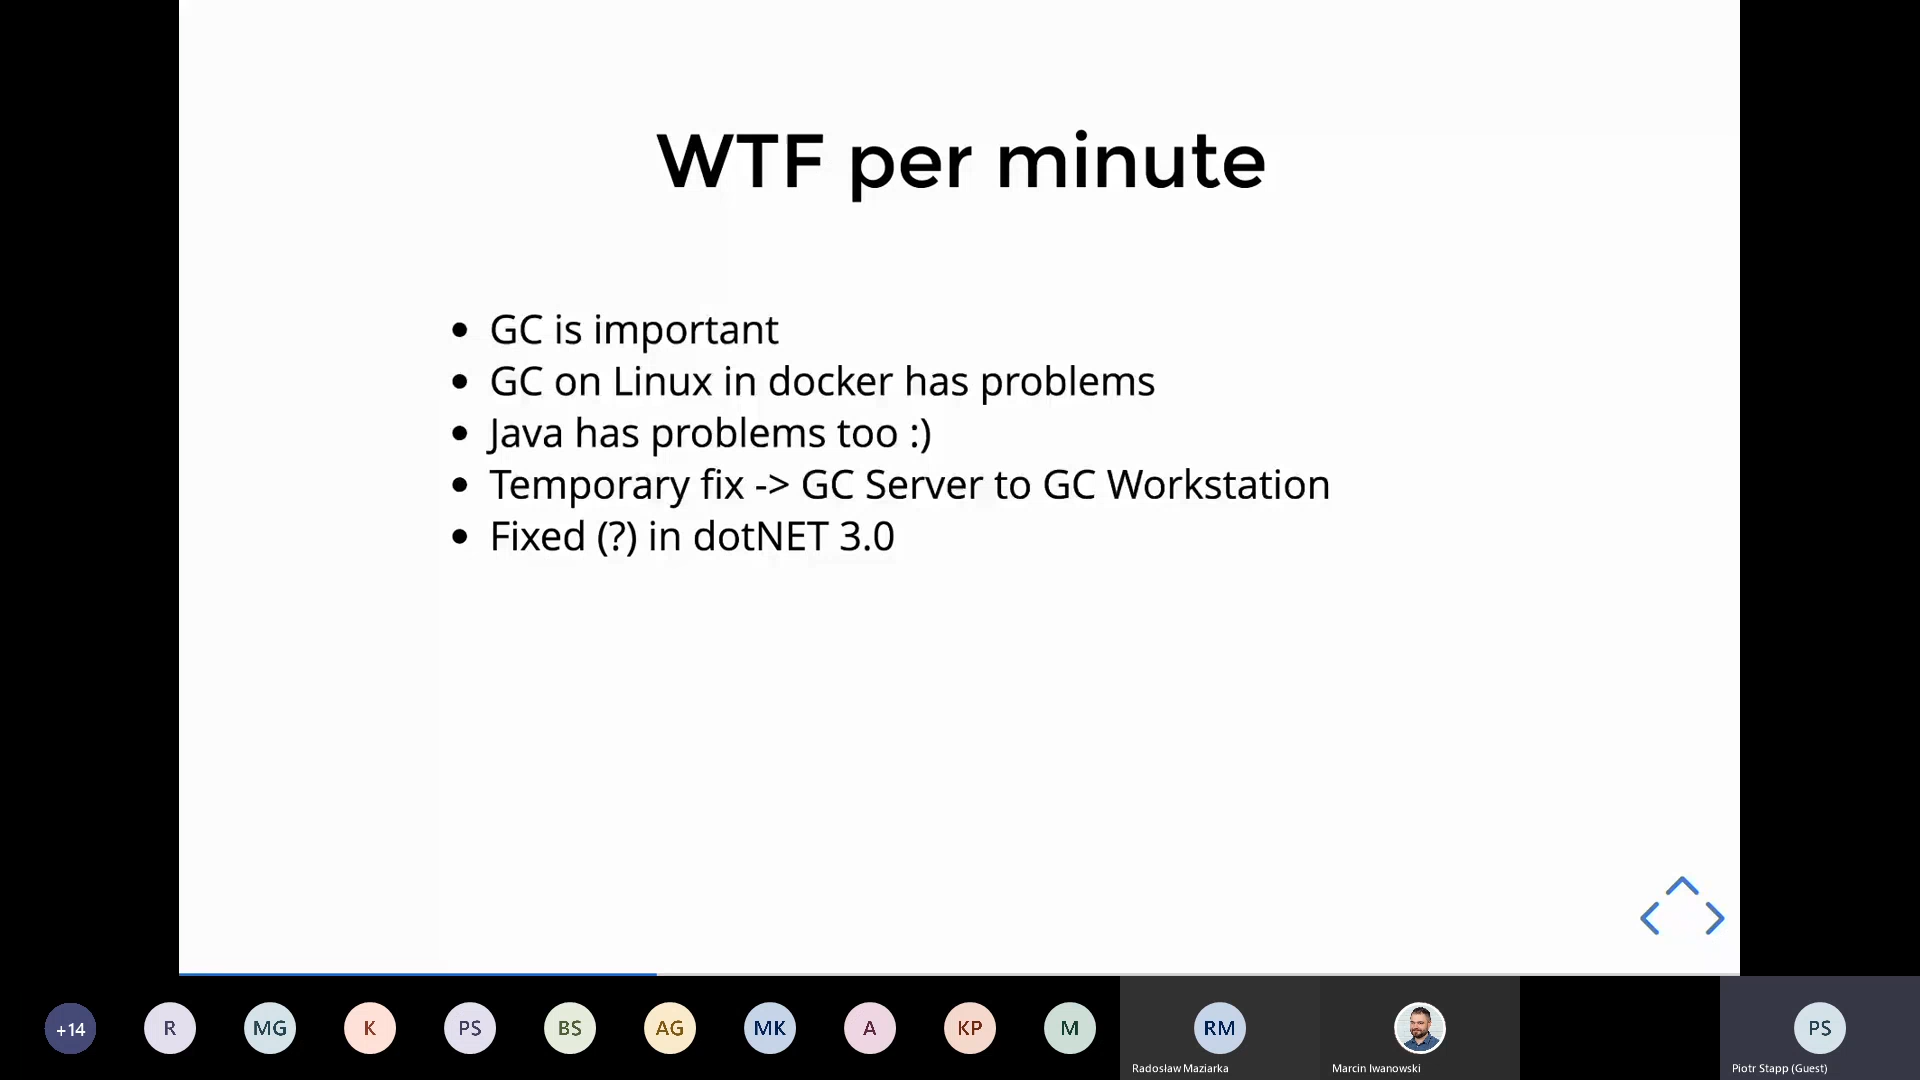 WTF per minute
GC is important
GC on Linux in docker has problems
Java has problems too :)
Temporary fix -> GC Server to GC Workstation
Fixed (?) in dotNET 3.0
+14
R
MG
K
PS
BS
AG
MK
A
KP
M
RM
Radosław Maziarka
Marcin Iwanowski
PS
Piotr Stapp (Guest)